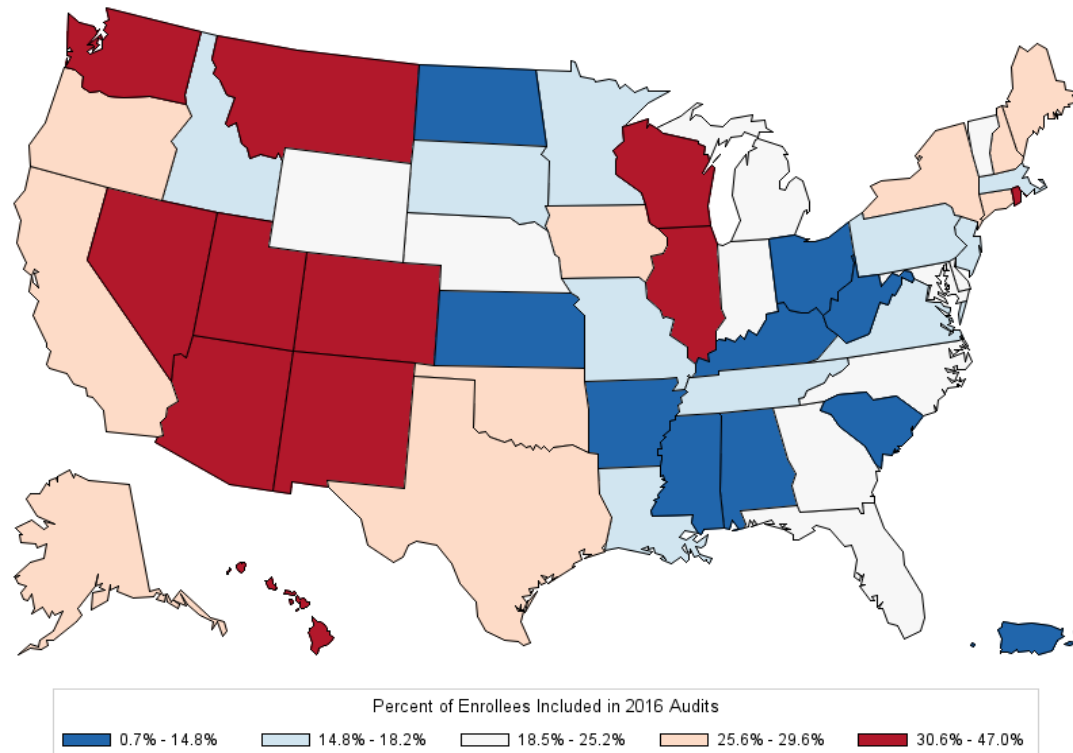 Percent of Enrollees Included in 2016 Audits
0.7% - 14.8% 14.8% - 18.2% 18.5% - 25.2% 25.6% - 29.6% 30.6% - 47.0%